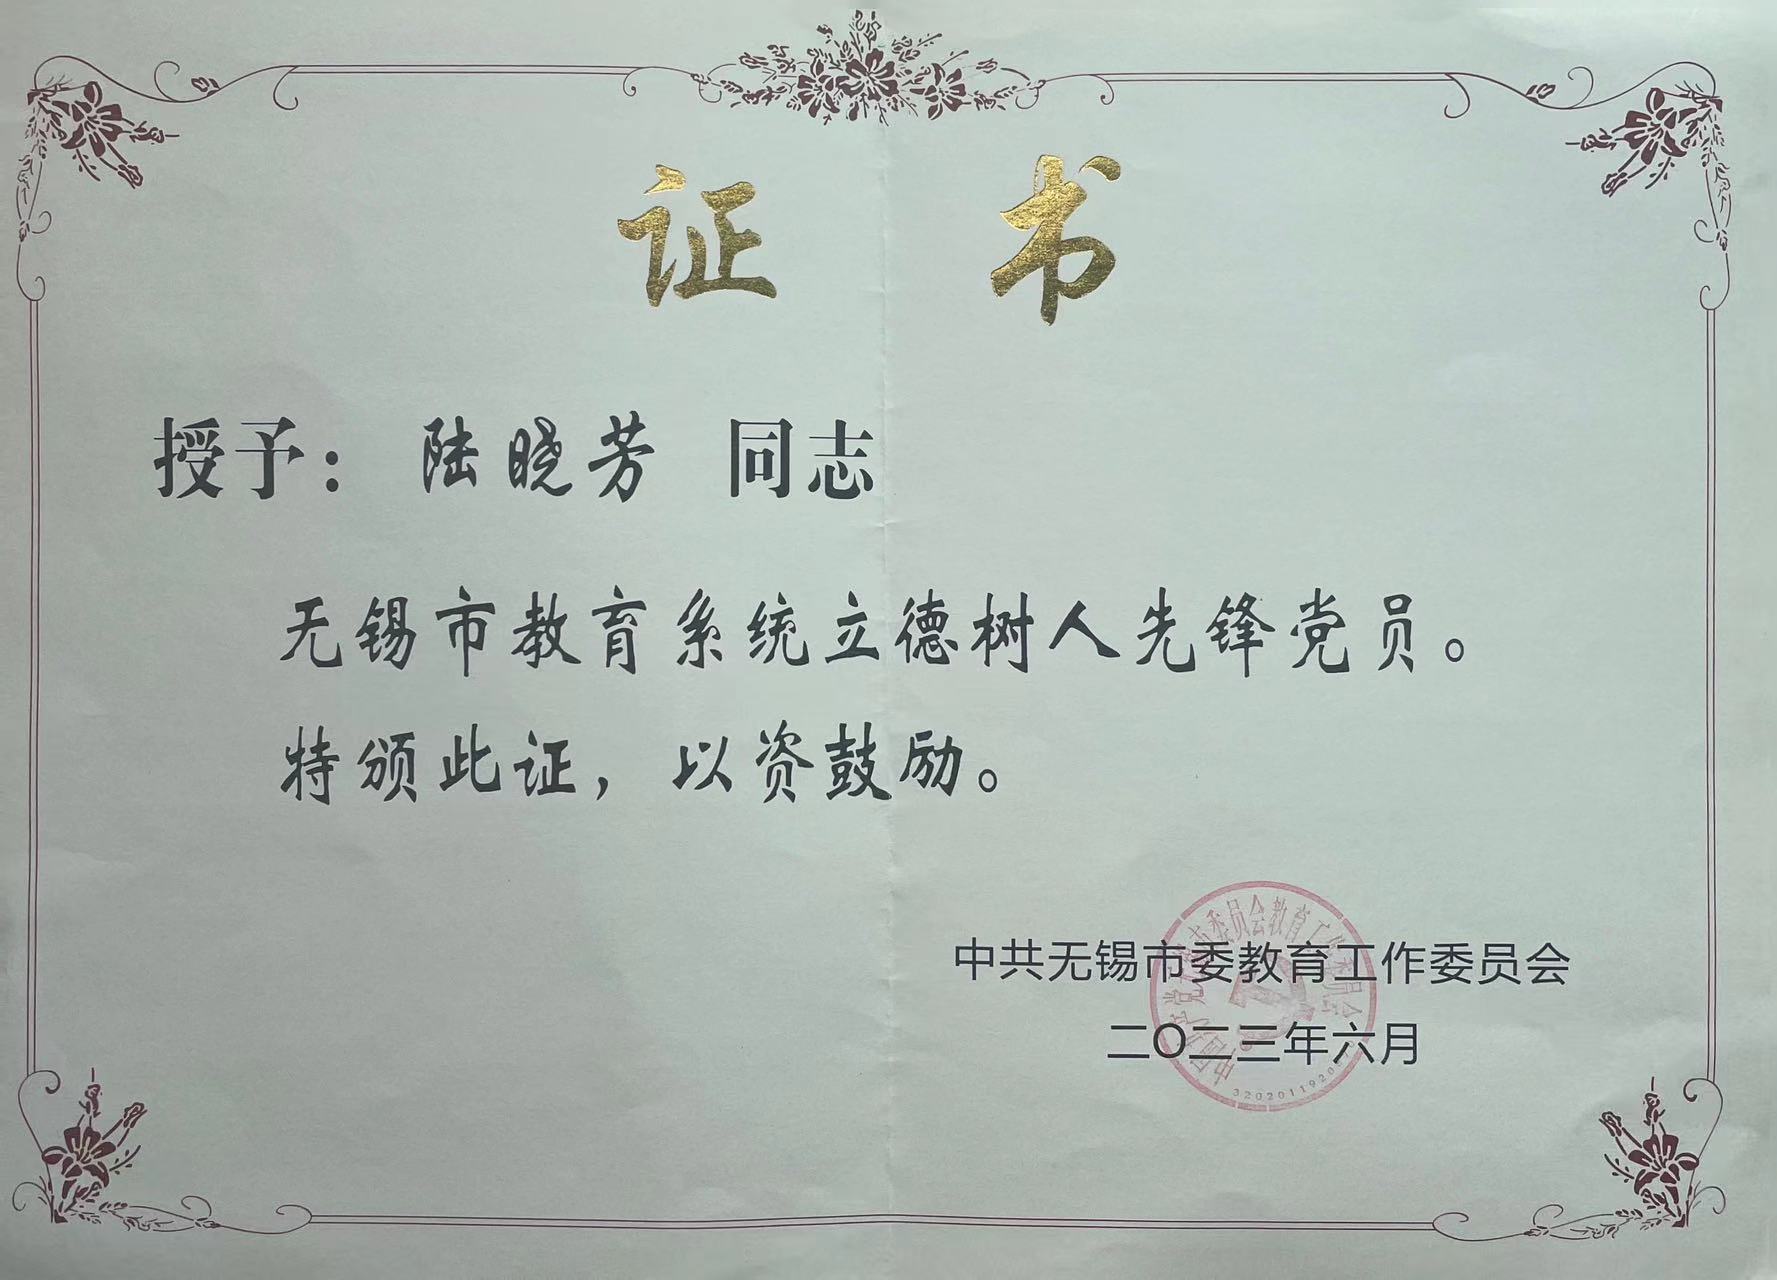 证书
授予：陆晓芳 同志
无锡市教育系统立德树人先锋党员。
特颁此证，以资鼓励。
中共无锡市委教育工作委员会
二〇二三年六月